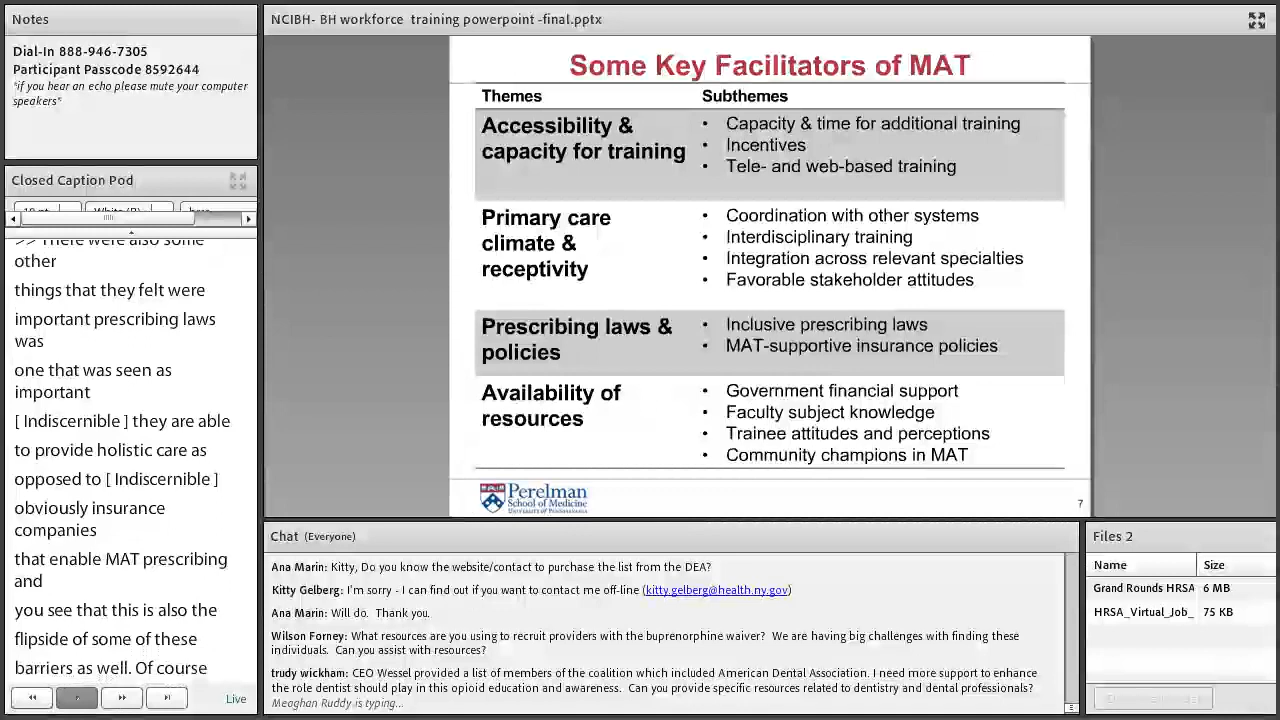 Notes
Dial-In 888-946-7305
Participant Passcode 8592644
*if you hear an echo please mute your computer
speakers*
Closed Caption Pod
>> There were also some
other
things that they felt were
important prescribing laws
was
one that was seen as
important
[ Indiscernible ] they are able
to provide holistic care as
opposed to [ Indiscernible ]
obviously insurance
companies
that enable MAT prescribing
and
you see that this is also the
flipside of some of these
barriers as well. Of course
Live
NCIBH- BH workforce training powerpoint -final.pptx
Some Key Facilitators of MAT
Themes Subthemes
Accessibility &
capacity for training
• Capacity & time for additional training
• Incentives
• Tele- and web-based training
Primary care
climate &
receptivity
• Coordination with other systems
• Interdisciplinary training
• Integration across relevant specialties
• Favorable stakeholder attitudes
Prescribing laws &
policies
• Inclusive prescribing laws
• MAT-supportive insurance policies
Availability of
resources
• Government financial support
• Faculty subject knowledge
• Trainee attitudes and perceptions
• Community champions in MAT
Perelman
School of Medicine
University of Pennsylvania
7
Chat (Everyone)
Ana Marin: Kitty, Do you know the website/contact to purchase the list from the DEA?
Kitty Gelberg: I'm sorry - I can find out if you want to contact me off-line (kitty.gelberg@health.ny.gov)
Ana Marin: Will do. Thank you.
Wilson Forney: What resources are you using to recruit providers with the buprenorphine waiver? We are having big challenges with finding these
individuals. Can you assist with resources?
trudy wickham: CEO Wessel provided a list of members of the coalition which included American Dental Association. I need more support to enhance
the role dentist should play in this opioid education and awareness. Can you provide specific resources related to dentistry and dental professionals?
Meaghan Ruddy is typing...
Files 2
Name Size
Grand Rounds HRSA 6 MB
HRSA_Virtual_Job_ 75 KB